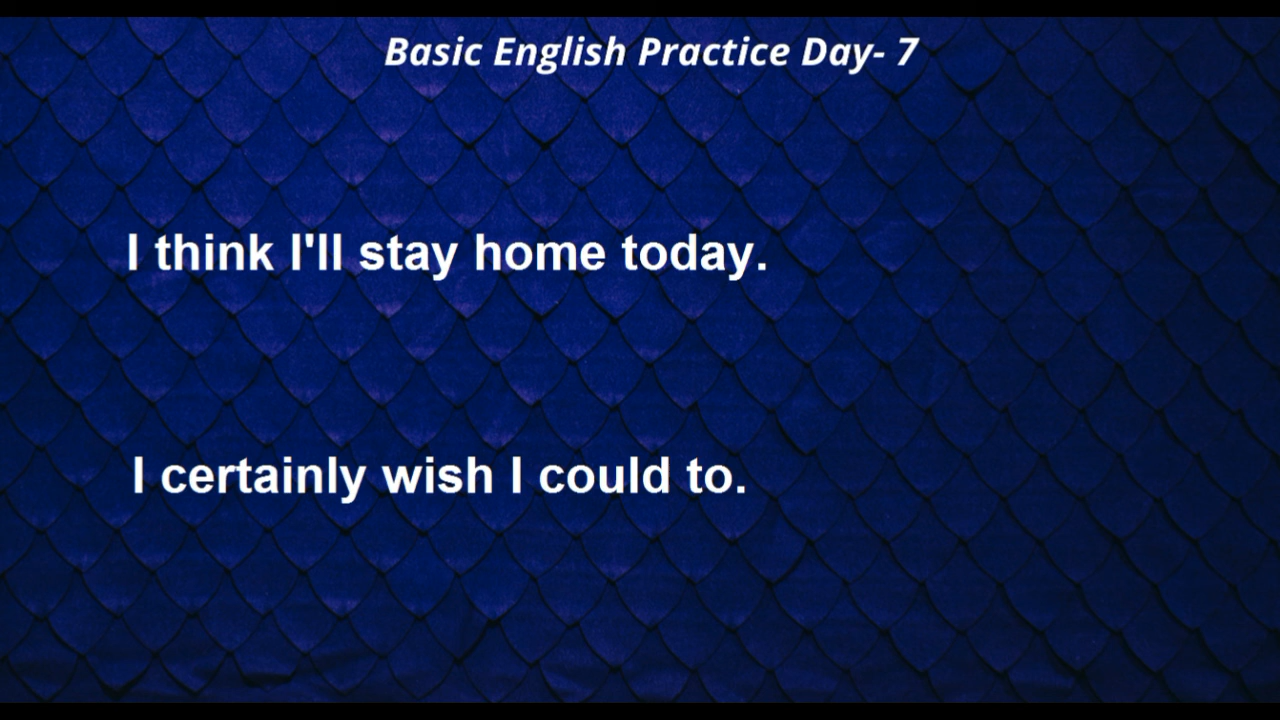 Basic English Practice Day- 7
I think I'll stay home today.
I certainly wish I could to.